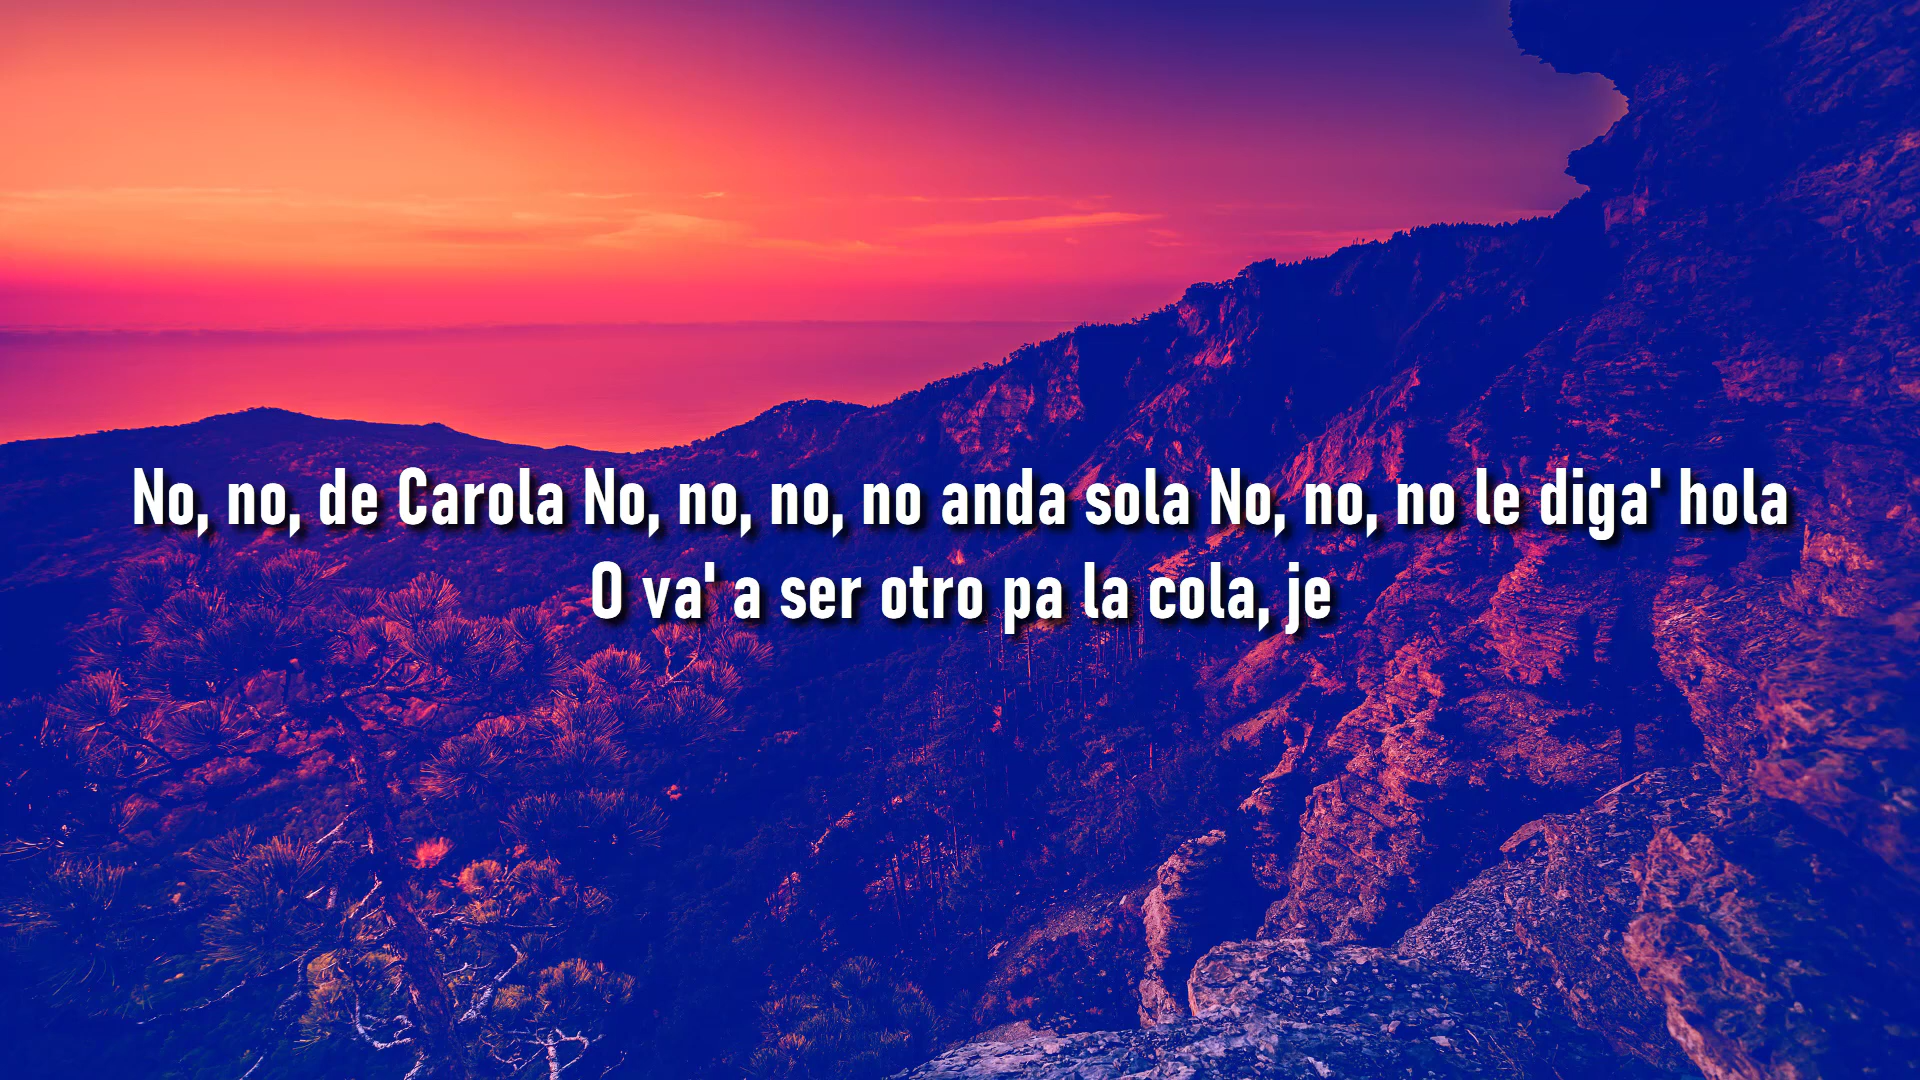 No, no, de Carola No, no, no, no anda sola No, no, no le diga' hola
O va' a ser otro pa la cola, je